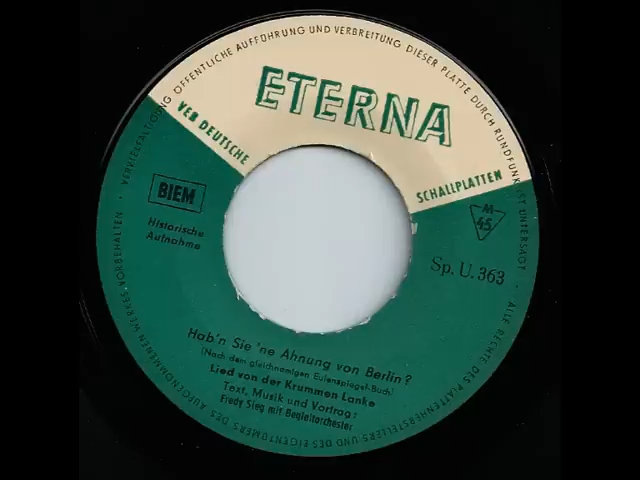 ETERNA
VEB DEUTSCHE SCHALLPLATTEN
BIEM
Historische
Aufnahme
M
45
Sp. U. 363
Hab'n Sie 'ne Ahnung von Berlin?
(Nach dem gleichnamigen Eulenspiegel-Buch)
Lied von der Krummen Lanke
Text, Musik und Vortrag:
Fredy Sieg mit Begleitorchester
ALLE RECHTE DES PLATTENHERSTELLERS UND DES EIGENTÜMERS DES AUFGENOMMENEN WERKES VORBEHALTEN · VERVIELFÄLTIGUNG ÖFFENTLICHE AUFFÜHRUNG UND VERBREITUNG DIESER PLATTE DURCH RUNDFUNK IST UNTERSAGT ·